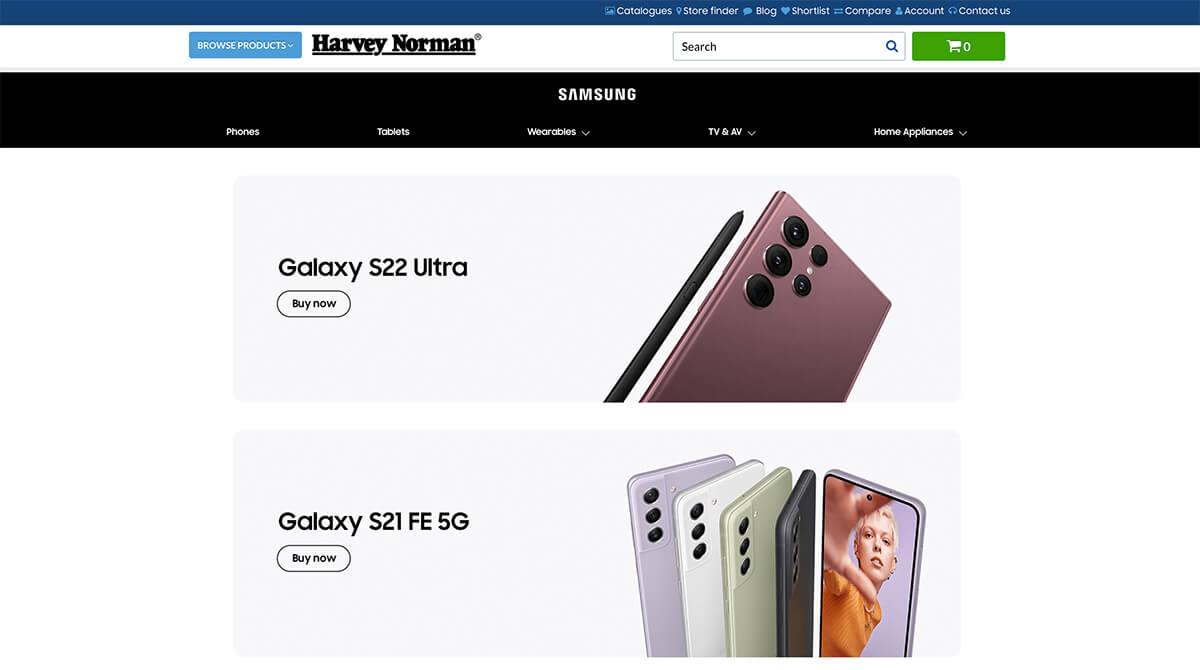 Catalogues Store finder Blog Shortlist Compare Account Contact us
BROWSE PRODUCTS Harvey Norman® Search 0
SAMSUNG
Phones Tablets Wearables TV & AV Home Appliances
Galaxy S22 Ultra
Buy now
Galaxy S21 FE 5G
Buy now